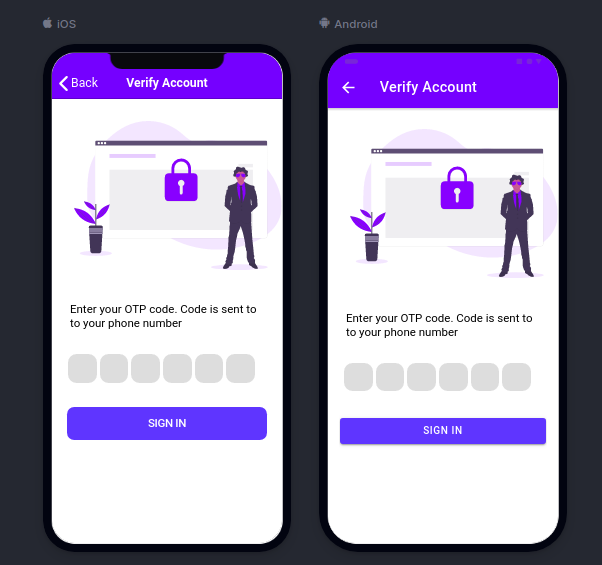 iOS
Back
Verify Account
Enter your OTP code. Code is sent to
to your phone number
SIGN IN
Android
Verify Account
Enter your OTP code. Code is sent to
to your phone number
SIGN IN